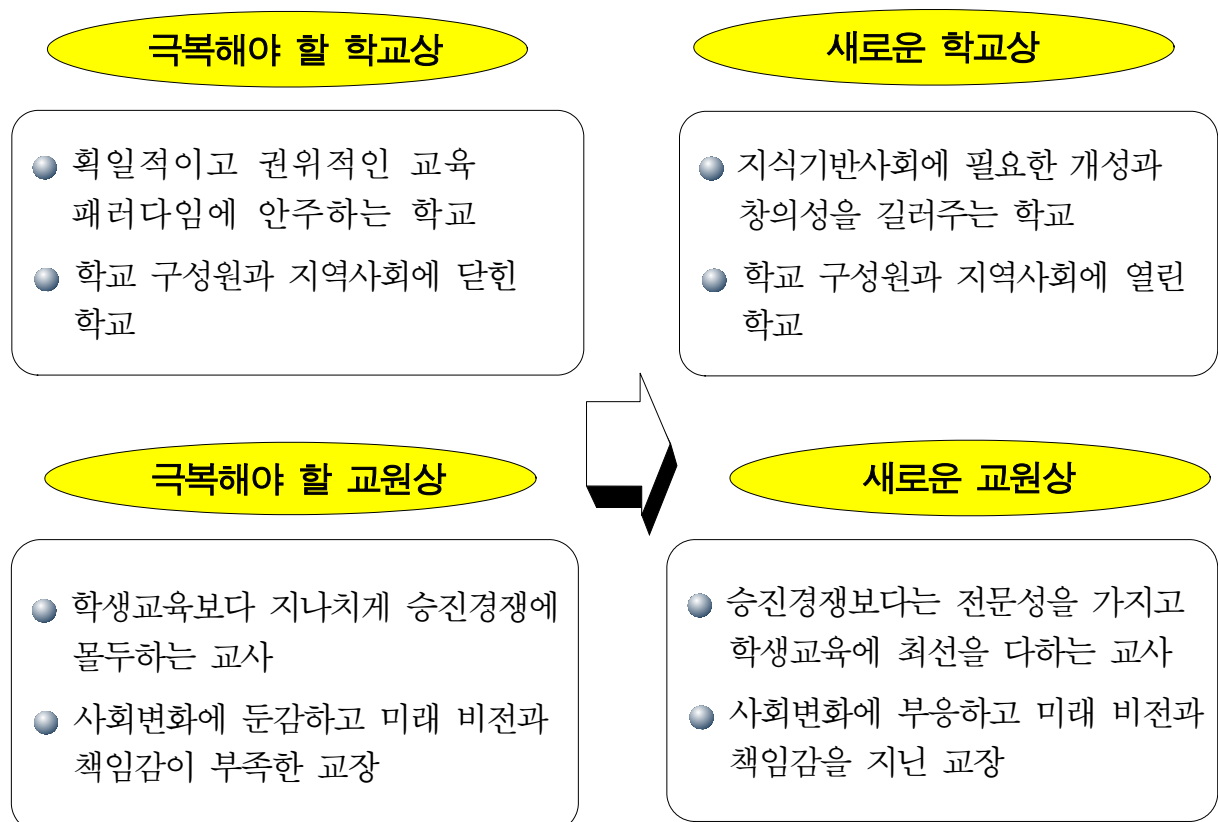 극복해야 할 학교상
획일적이고 권위적인 교육
패러다임에 안주하는 학교
학교 구성원과 지역사회에 닫힌
학교
새로운 학교상
지식기반사회에 필요한 개성과
창의성을 길러주는 학교
학교 구성원과 지역사회에 열린
학교
극복해야 할 교원상
학생교육보다 지나치게 승진경쟁에
몰두하는 교사
사회변화에 둔감하고 미래 비전과
책임감이 부족한 교장
새로운 교원상
승진경쟁보다는 전문성을 가지고
학생교육에 최선을 다하는 교사
사회변화에 부응하고 미래 비전과
책임감을 지닌 교장